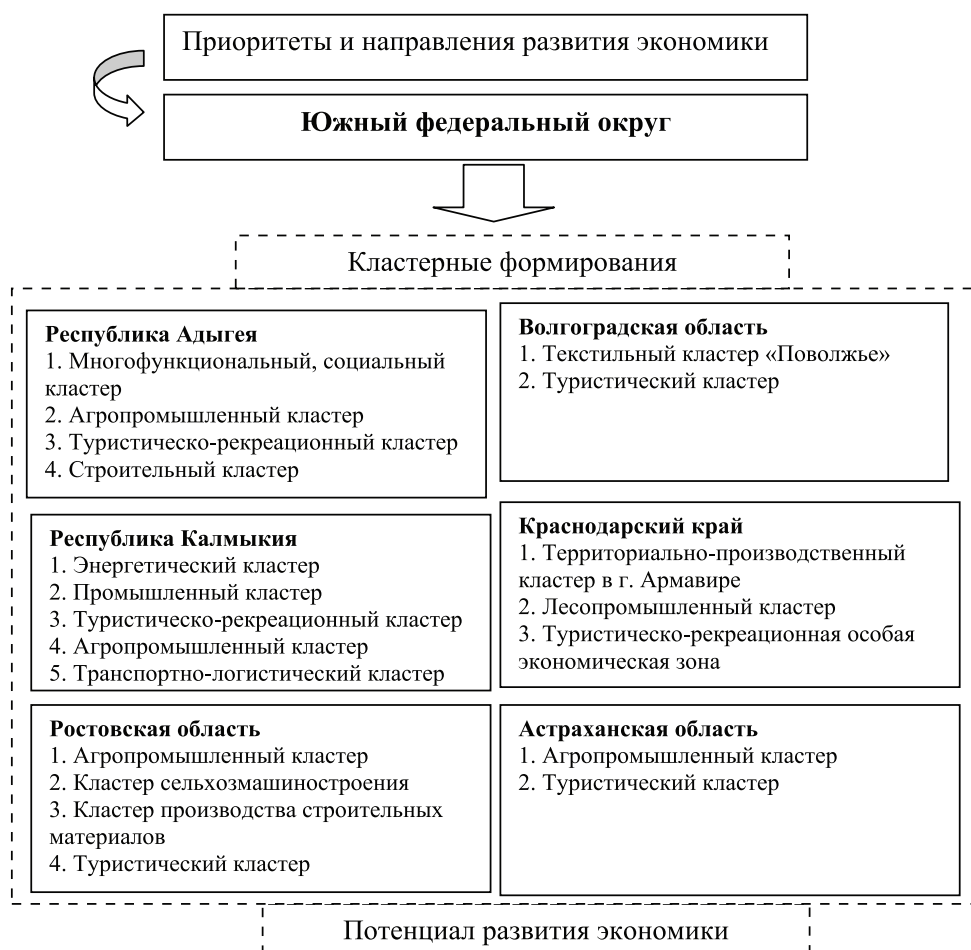 Приоритеты и направления развития экономики
Южный федеральный округ
Кластерные формирования
Республика Адыгея
1. Многофункциональный, социальный
кластер
2. Агропромышленный кластер
3. Туристическо-рекреационный кластер
4. Строительный кластер
Волгоградская область
1. Текстильный кластер «Поволжье»
2. Туристический кластер
Республика Калмыкия
1. Энергетический кластер
2. Промышленный кластер
3. Туристическо-рекреационный кластер
4. Агропромышленный кластер
5. Транспортно-логистический кластер
Краснодарский край
1. Территориально-производственный
кластер в г. Армавире
2. Лесопромышленный кластер
3. Туристическо-рекреационная особая
экономическая зона
Ростовская область
1. Агропромышленный кластер
2. Кластер сельхозмашиностроения
3. Кластер производства строительных
материалов
4. Туристический кластер
Астраханская область
1. Агропромышленный кластер
2. Туристический кластер
Потенциал развития экономики